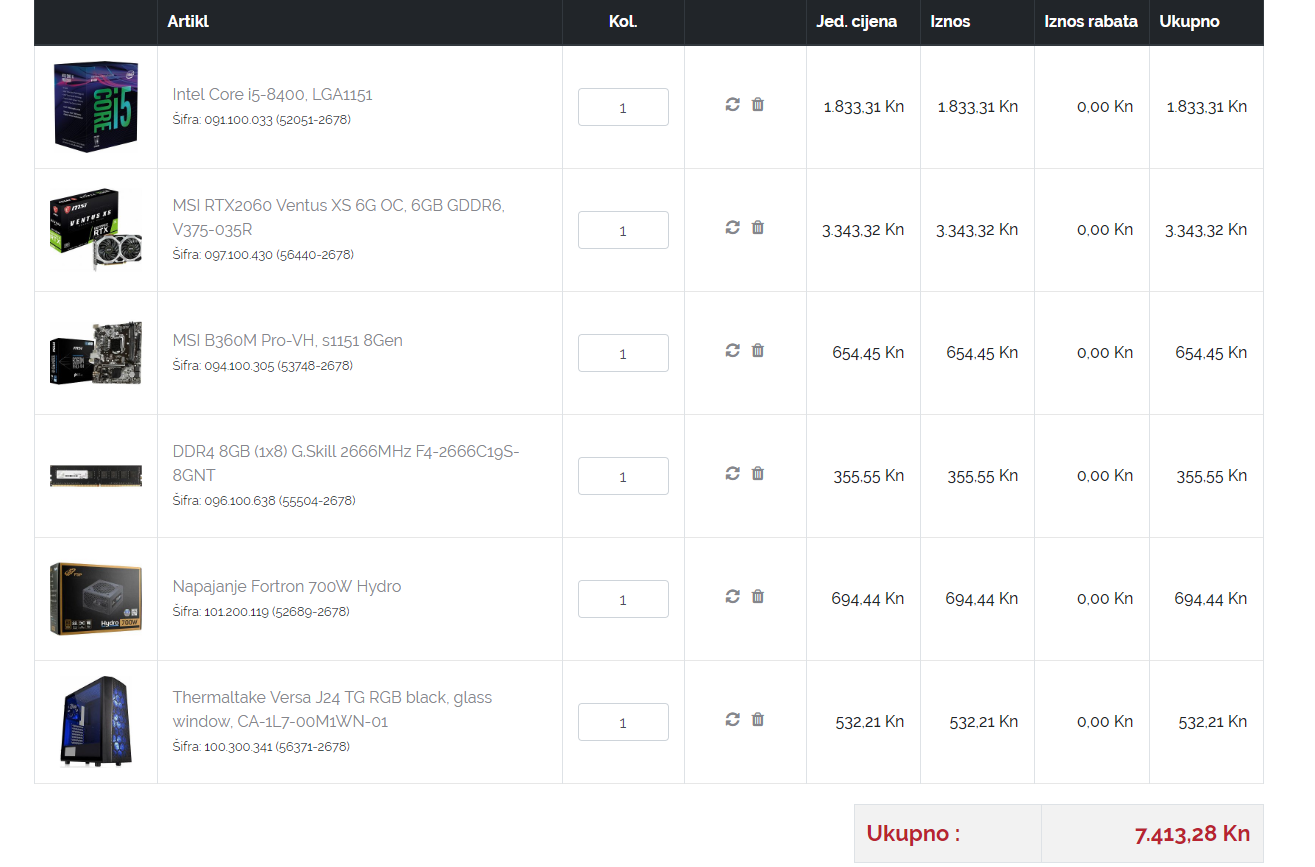 Artikl Kol. Jed. cijena Iznos Iznos rabata Ukupno
Intel Core i5-8400, LGA1151
Šifra: 091.100.033 (52051-2678)
1 1.833,31 Kn 1.833,31 Kn 0,00 Kn 1.833,31 Kn
MSI RTX2060 Ventus XS 6G OC, 6GB GDDR6,
V375-035R
Šifra: 097.100.430 (56440-2678)
1 3.343,32 Kn 3.343,32 Kn 0,00 Kn 3.343,32 Kn
MSI B360M Pro-VH, s1151 8Gen
Šifra: 094.100.305 (53748-2678)
1 654,45 Kn 654,45 Kn 0,00 Kn 654,45 Kn
DDR4 8GB (1x8) G.Skill 2666MHz F4-2666C19S-
8GNT
Šifra: 096.100.638 (55504-2678)
1 355,55 Kn 355,55 Kn 0,00 Kn 355,55 Kn
Napajanje Fortron 700W Hydro
Šifra: 101.200.119 (52689-2678)
1 694,44 Kn 694,44 Kn 0,00 Kn 694,44 Kn
Thermaltake Versa J24 TG RGB black, glass
window, CA-1L7-00M1WN-01
Šifra: 100.300.341 (56371-2678)
1 532,21 Kn 532,21 Kn 0,00 Kn 532,21 Kn
Ukupno : 7.413,28 Kn
CORE i5
msi
VENTUS XS
RTX
Hydro 700W